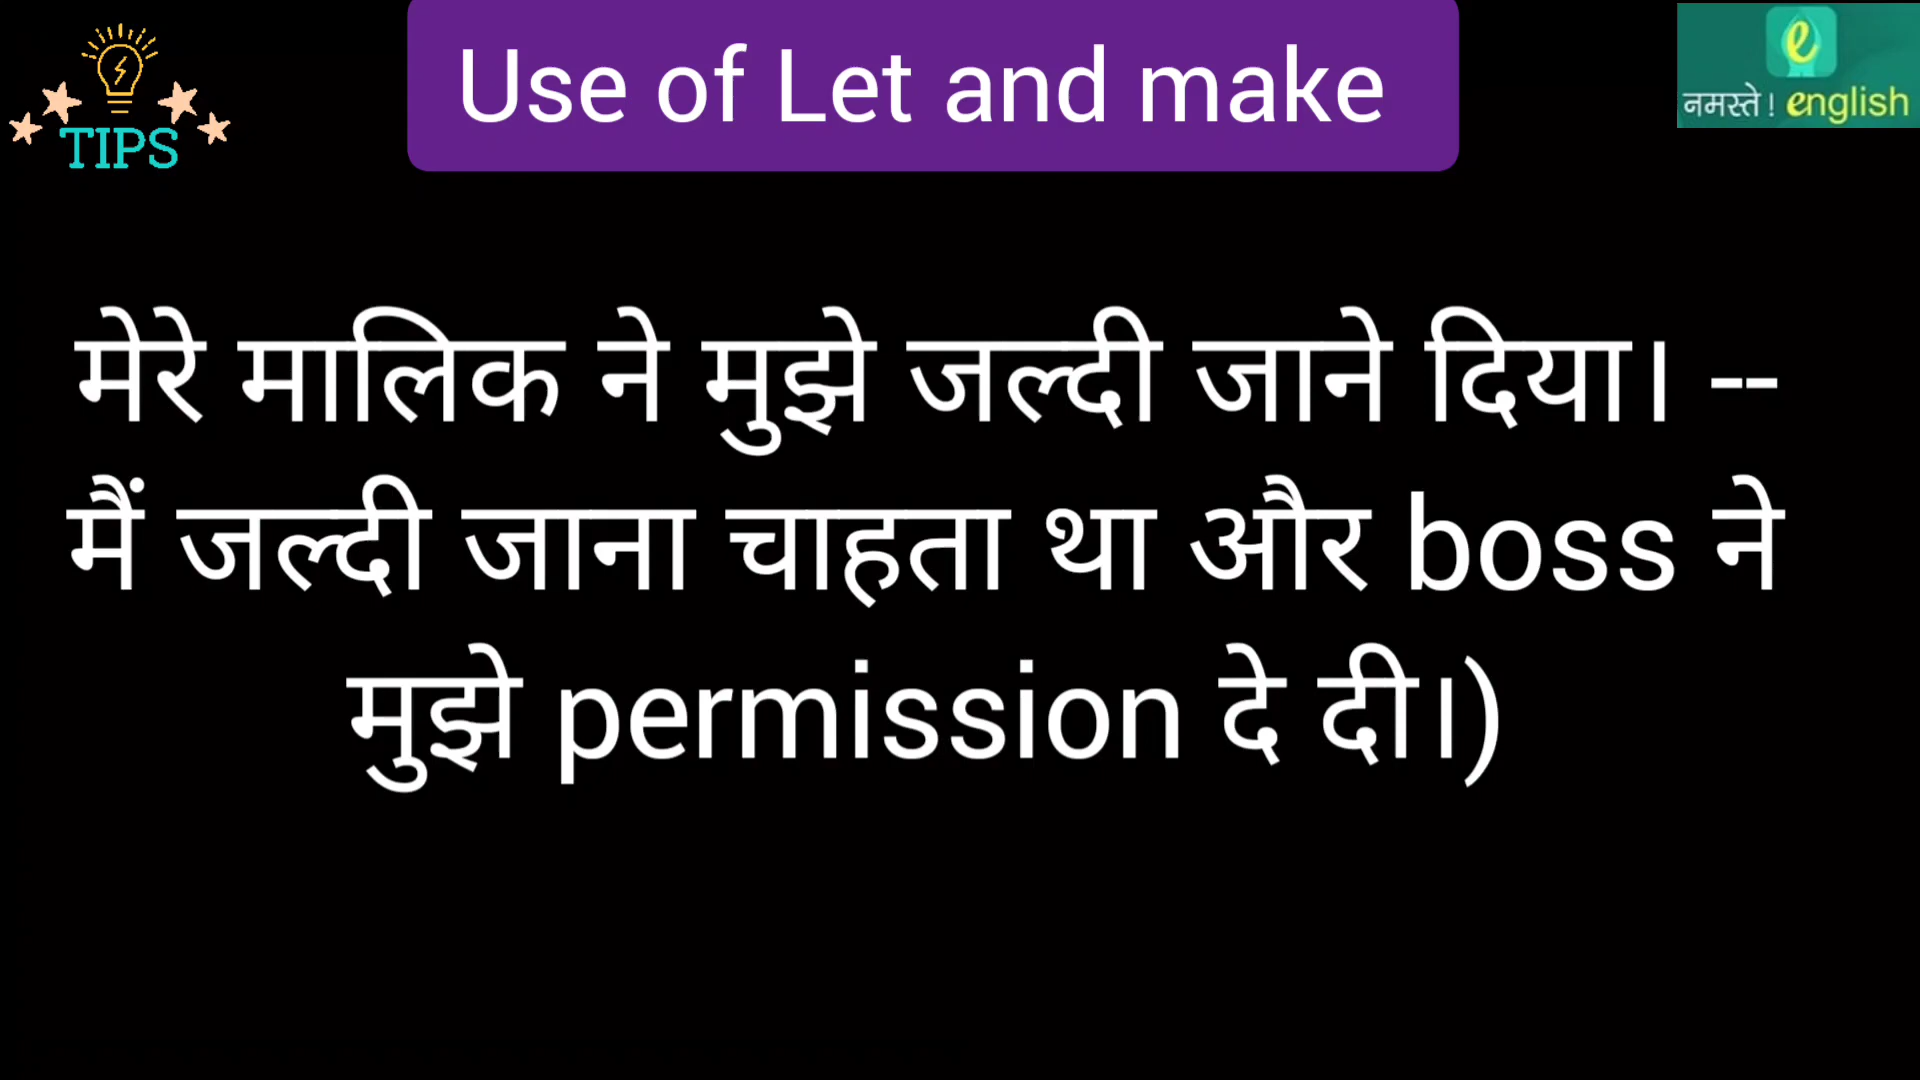 Use of Let and make
TIPS
नमस्ते! english
मेरे मालिक ने मुझे जल्दी जाने दिया। --
मैं जल्दी जाना चाहता था और boss ने
मुझे permission दे दी।)